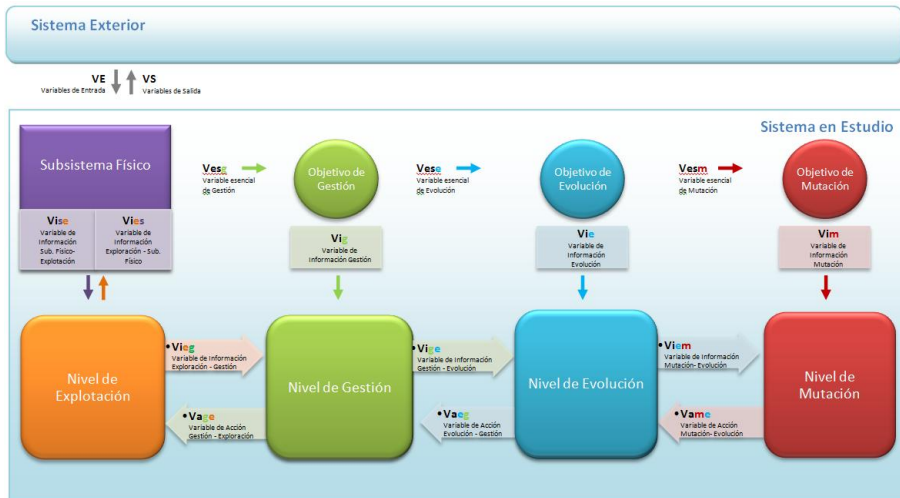 Sistema Exterior
VE
Variables de Entrada
VS
Variables de Salida
Sistema en Estudio
Subsistema Físico
Vise
Variable de
Información
Sub. Físico-
Explotación
Vies
Variable de
Información
Exploración - Sub.
Físico
Vesg
Variable esencial
de Gestión
Objetivo de
Gestión
Vig
Variable de
Información Gestión
Vese
Variable esencial
de Evolución
Objetivo de
Evolución
Vie
Variable de
Información
Evolución
Vesm
Variable esencial
de Mutación
Objetivo de
Mutación
Vim
Variable de
Información
Mutación
Nivel de
Explotación
•Vieg
Variable de Información
Exploración - Gestión
•Vage
Variable de Acción
Gestión - Exploración
Nivel de Gestión
•Vige
Variable de Información
Gestión - Evolución
•Vaeg
Variable de Acción
Evolución - Gestión
Nivel de Evolución
•Viem
Variable de Información
Mutación- Evolución
•Vame
Variable de Acción
Mutación- Evolución
Nivel de
Mutación